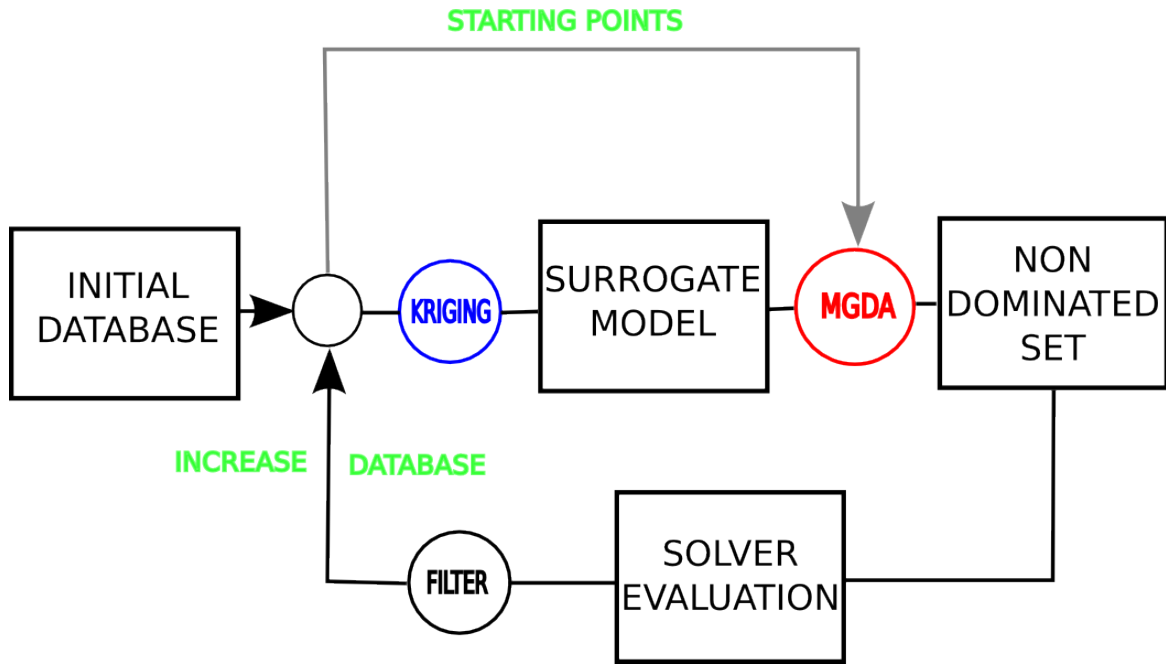 STARTING POINTS
INITIAL
DATABASE
KRIGING
SURROGATE
MODEL
MGDA
NON
DOMINATED
SET
INCREASE DATABASE
FILTER
SOLVER
EVALUATION